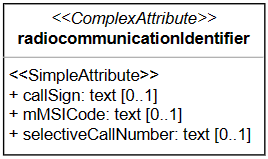 <<ComplexAttribute>>
radiocommunicationIdentifier
<<SimpleAttribute>>
+ callSign: text [0..1]
+ mMSICode: text [0..1]
+ selectiveCallNumber: text [0..1]